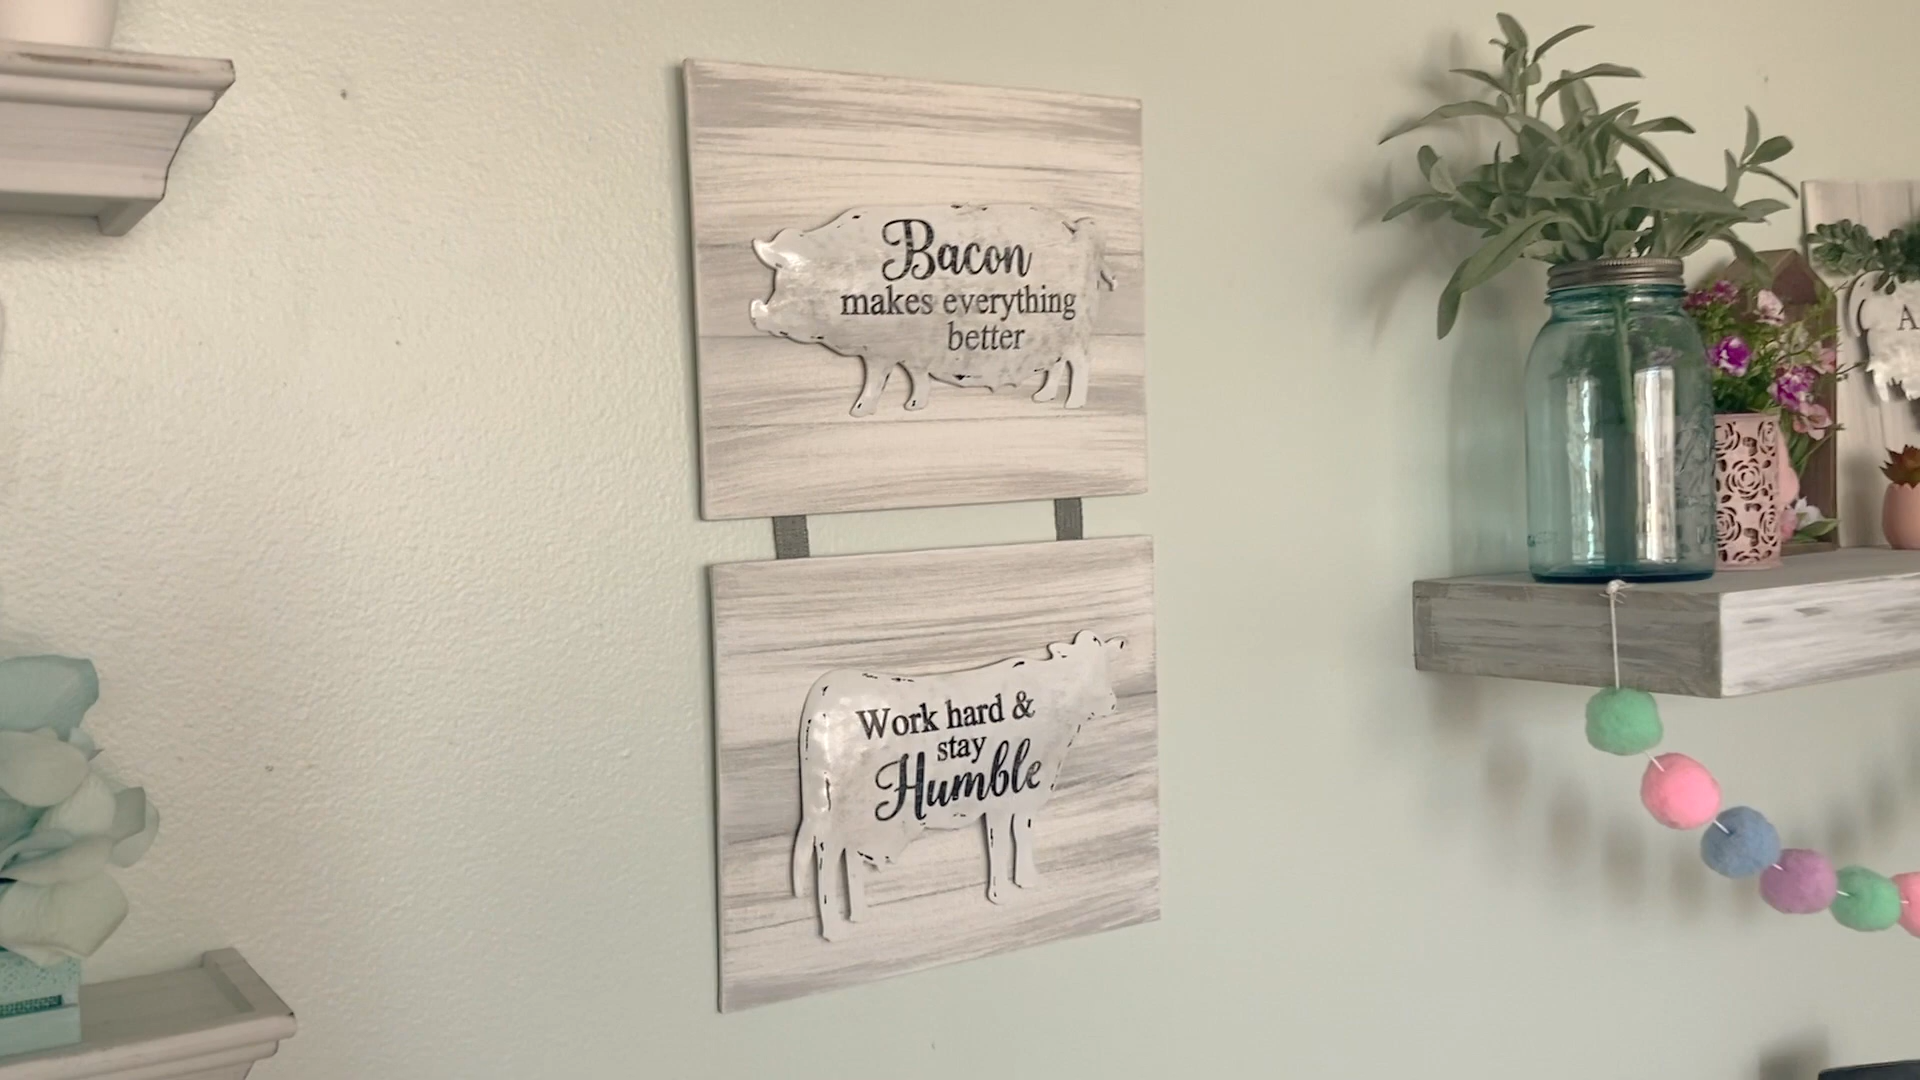 Bacon
makes everything
better
Work hard &
stay
Humble